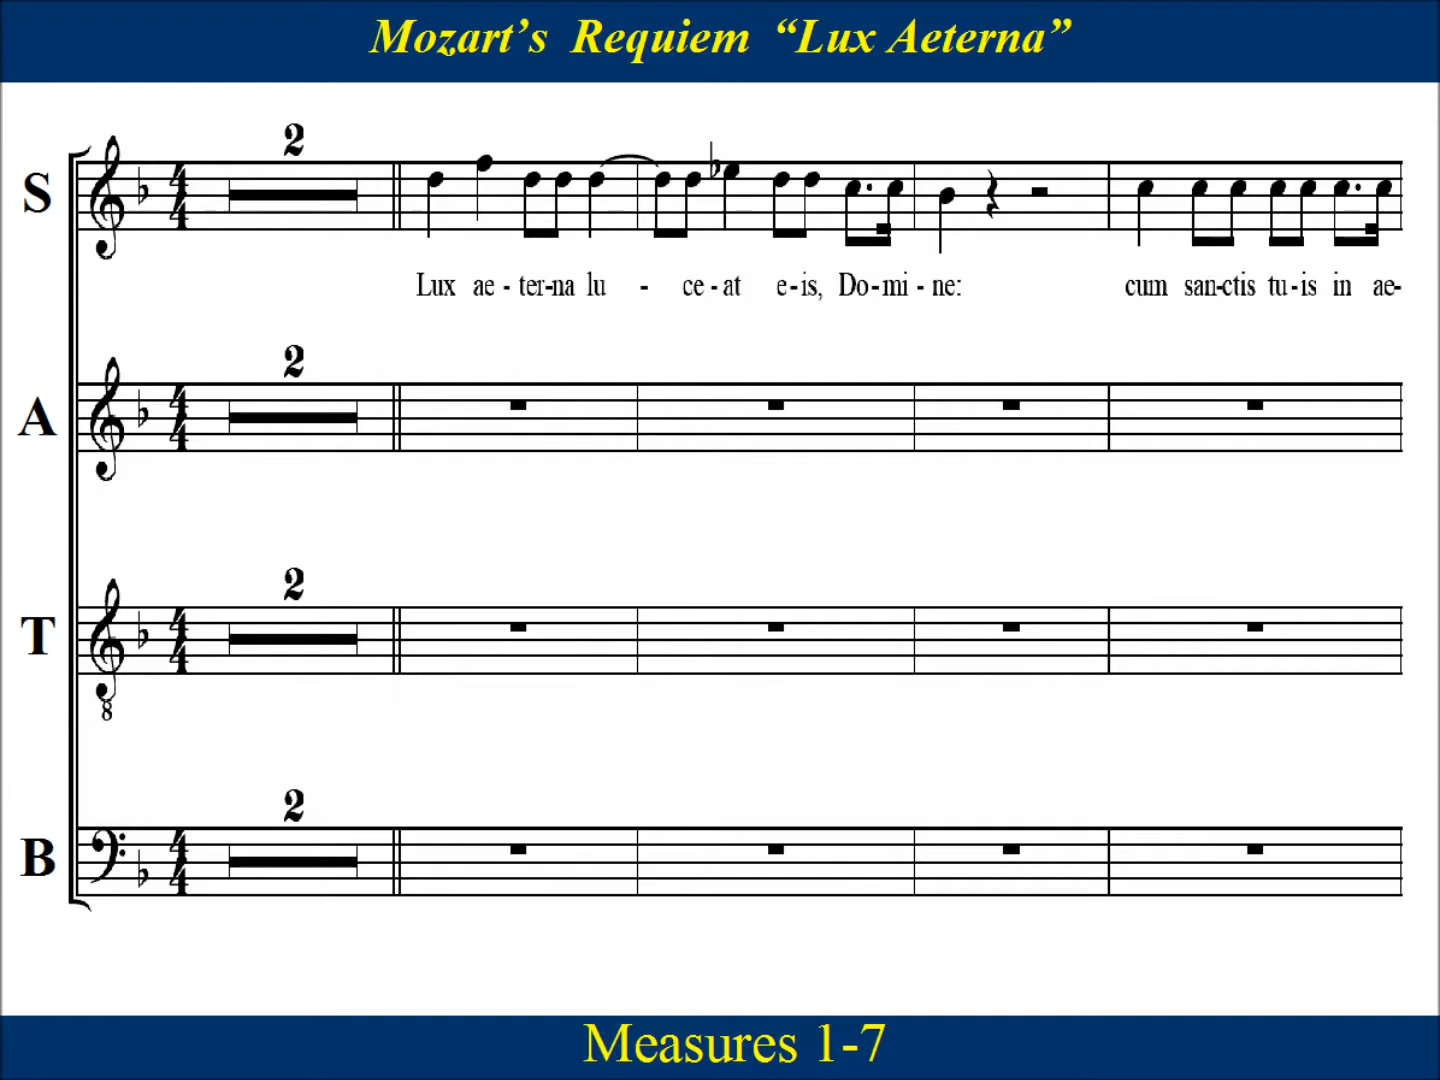 Mozart’s Requiem “Lux Aeterna”
2
S
Lux ae - ter-na lu - ce - at e - is, Do - mi - ne: cum san-ctis tu - is in ae-
2
A
2
T
8
2
B
Measures 1-7